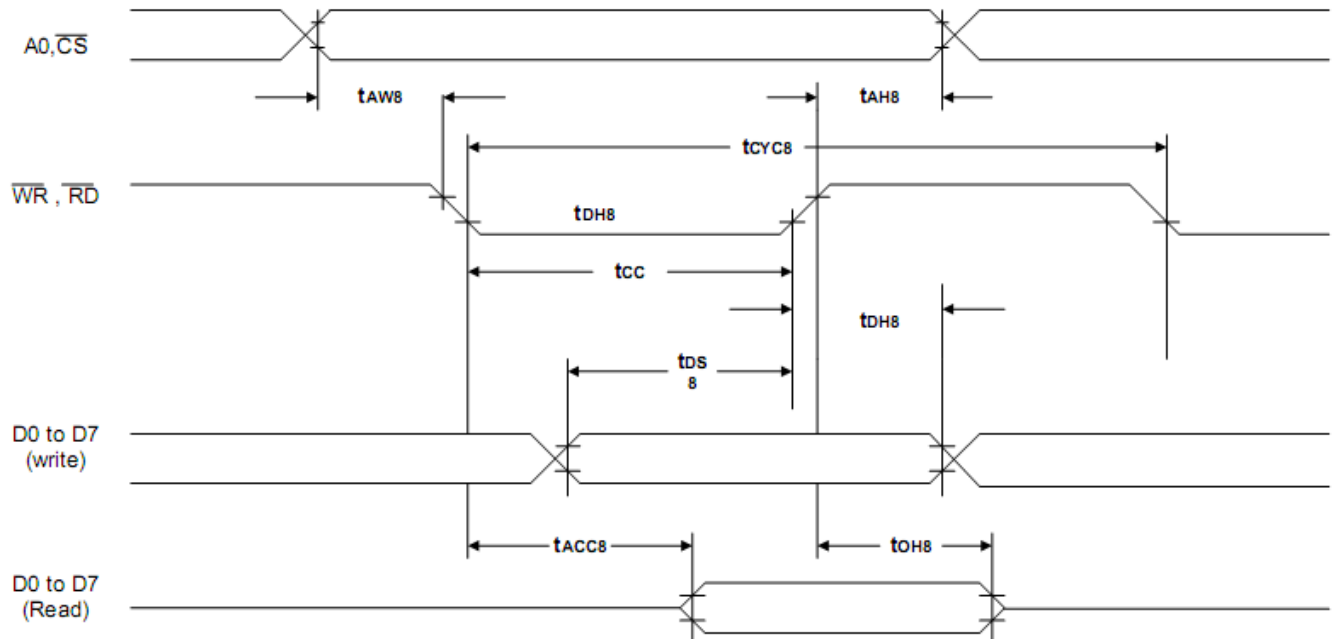 A0,CS
tAW8
tAH8
tCYC8
WR , RD
tDH8
tCC
tDH8
tDS
8
D0 to D7
(write)
tACC8
tOH8
D0 to D7
(Read)